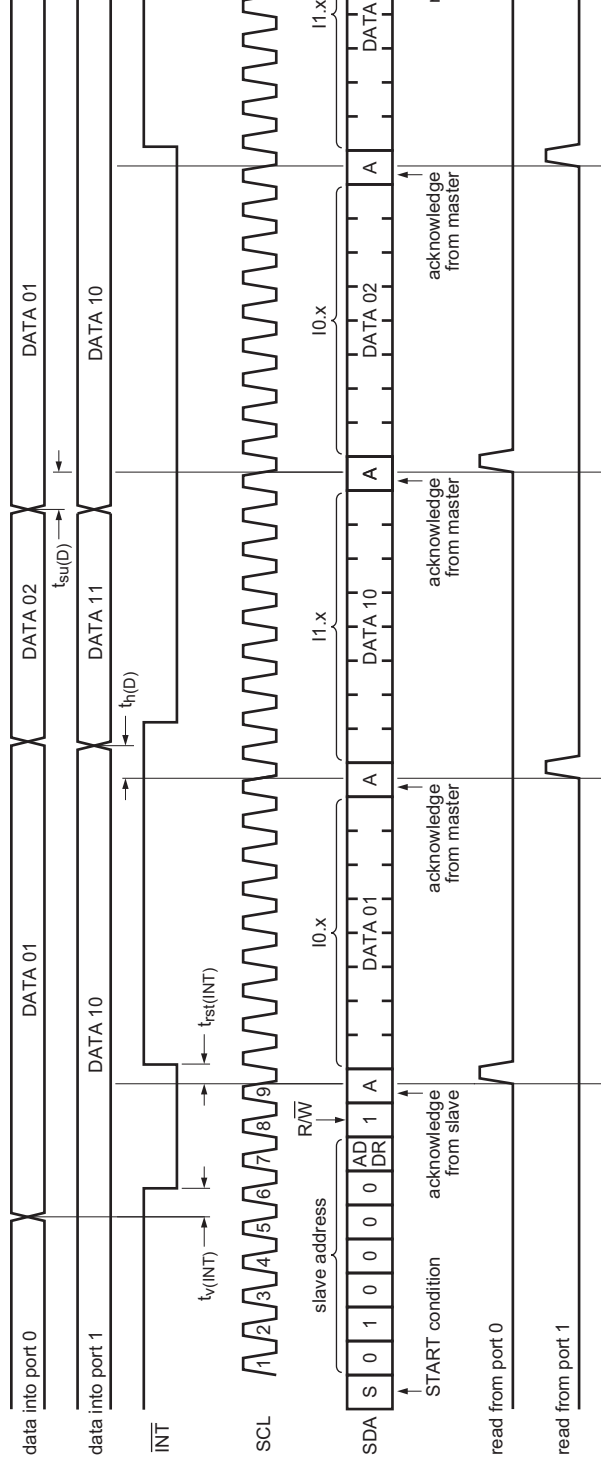 data into port 0
DATA 01
DATA 02
DATA 01
tsu(D)
data into port 1
DATA 10
DATA 11
DATA 10
th(D)
INT
tv(INT)
trst(INT)
SCL
1 2 3 4 5 6 7 8 9
R/W
slave address
I0.x
I1.x
I0.x
I1.x
SDA
S 0 1 0 0 0 0 AD DR 1 A
DATA 01
A
DATA 10
A
DATA 02
A
DATA
START condition
acknowledge
from slave
acknowledge
from master
acknowledge
from master
acknowledge
from master
read from port 0
read from port 1